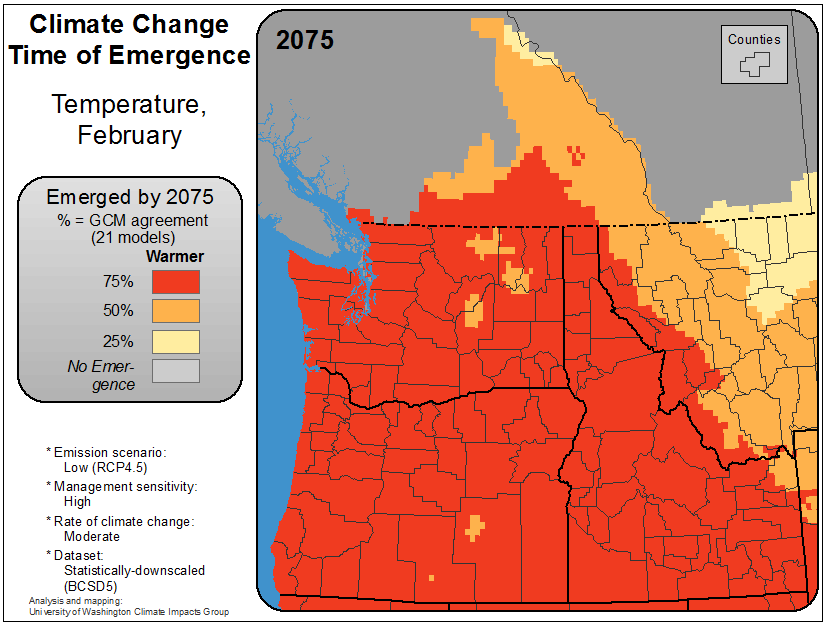 Climate Change
Time of Emergence
Temperature,
February
Emerged by 2075
% = GCM agreement
(21 models)
Warmer
75%
50%
25%
No Emer-
gence
* Emission scenario:
Low (RCP4.5)
* Management sensitivity:
High
* Rate of climate change:
Moderate
* Dataset:
Statistically-downscaled
(BCSD5)
Analysis and mapping:
University of Washington Climate Impacts Group
2075
Counties